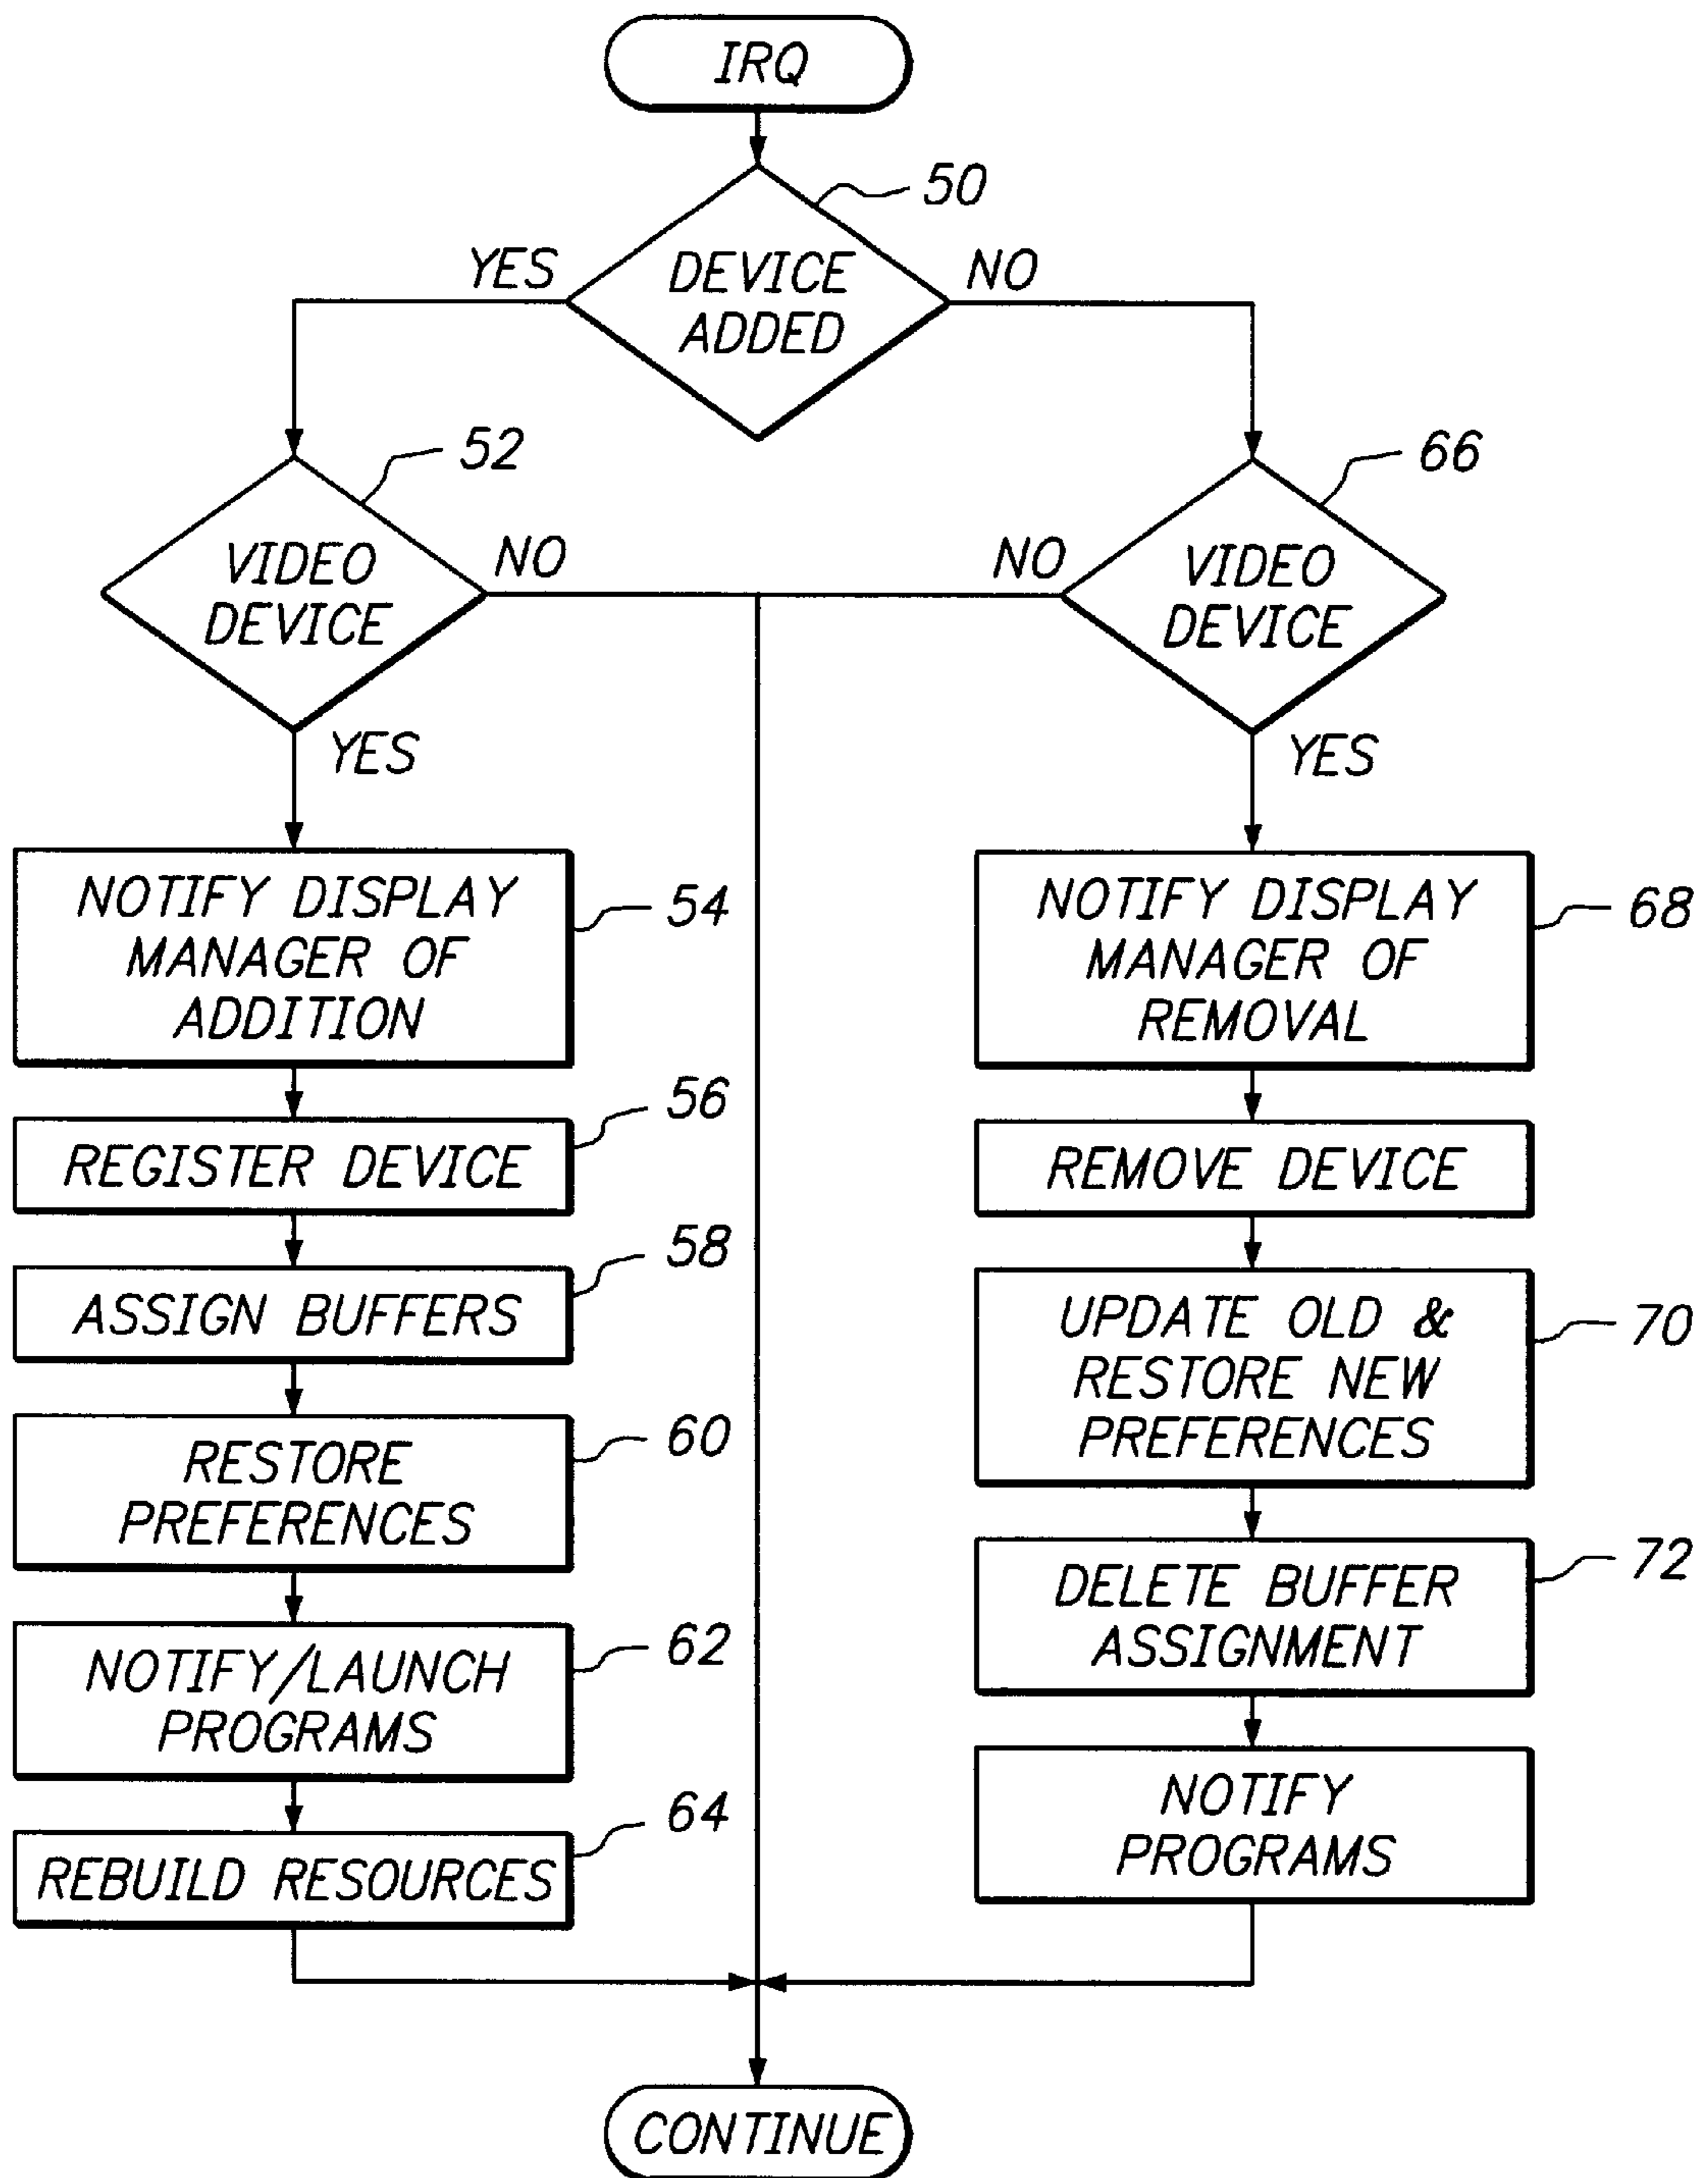 IRQ
50
DEVICE
ADDED
YES
NO
52
VIDEO
DEVICE
NO
YES
66
VIDEO
DEVICE
NO
YES
NOTIFY DISPLAY
MANAGER OF
ADDITION
54
REGISTER DEVICE
56
ASSIGN BUFFERS
58
RESTORE
PREFERENCES
60
NOTIFY/LAUNCH
PROGRAMS
62
REBUILD RESOURCES
64
NOTIFY DISPLAY
MANAGER OF
REMOVAL
68
REMOVE DEVICE
UPDATE OLD &
RESTORE NEW
PREFERENCES
70
DELETE BUFFER
ASSIGNMENT
72
NOTIFY
PROGRAMS
CONTINUE